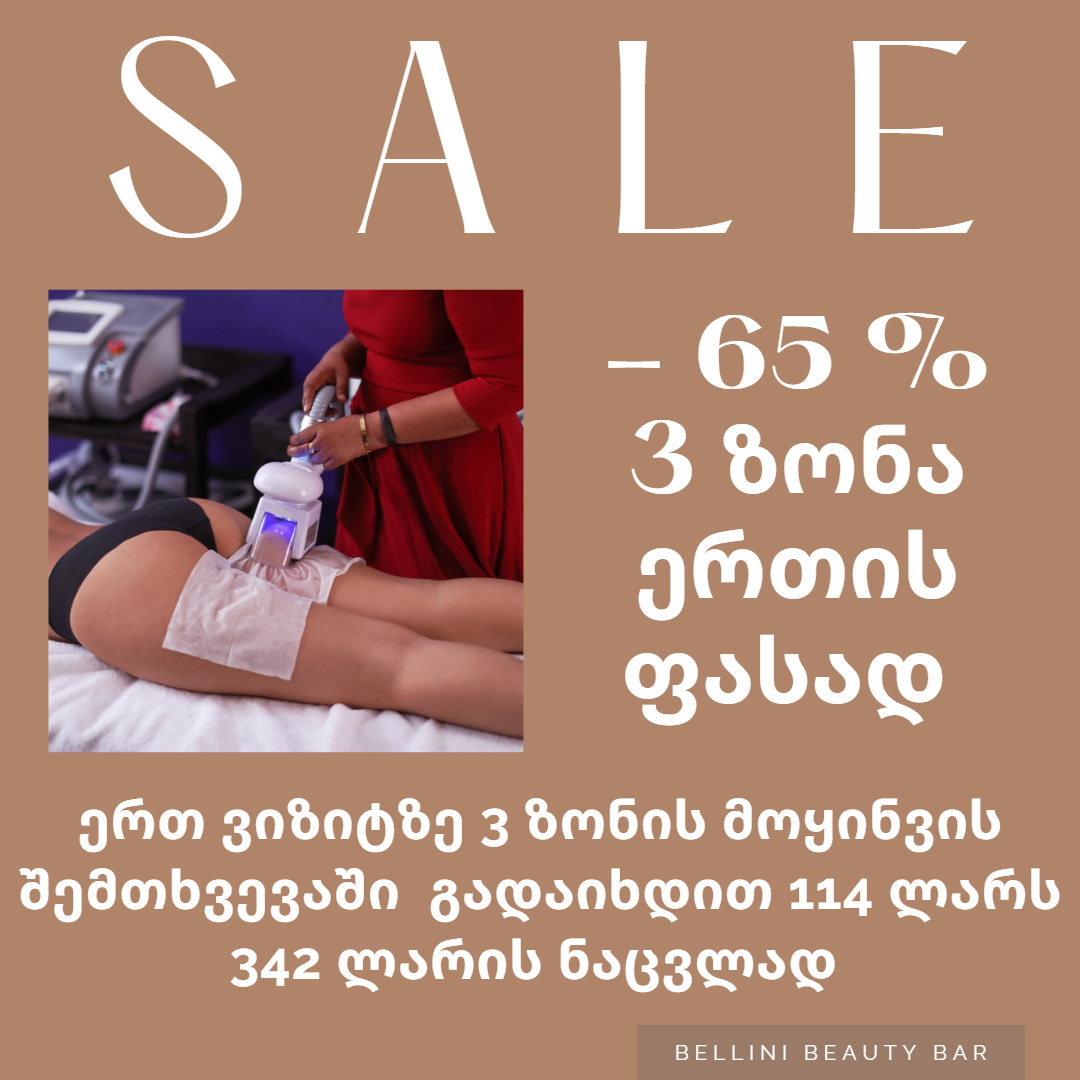 SALE
- 65 %
3 ზონა
ერთის
ფასად
ერთ ვიზიტზე 3 ზონის მოყინვის
შემთხვევაში გადაიხდით 114 ლარს
342 ლარის ნაცვლად
BELLINI BEAUTY BAR